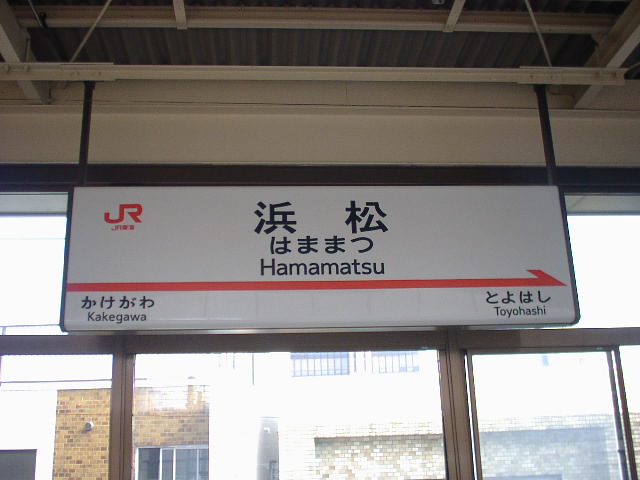 JR
JR東海
浜 松
はままつ
Hamamatsu
かけがわ
Kakegawa
とよはし
Toyohashi